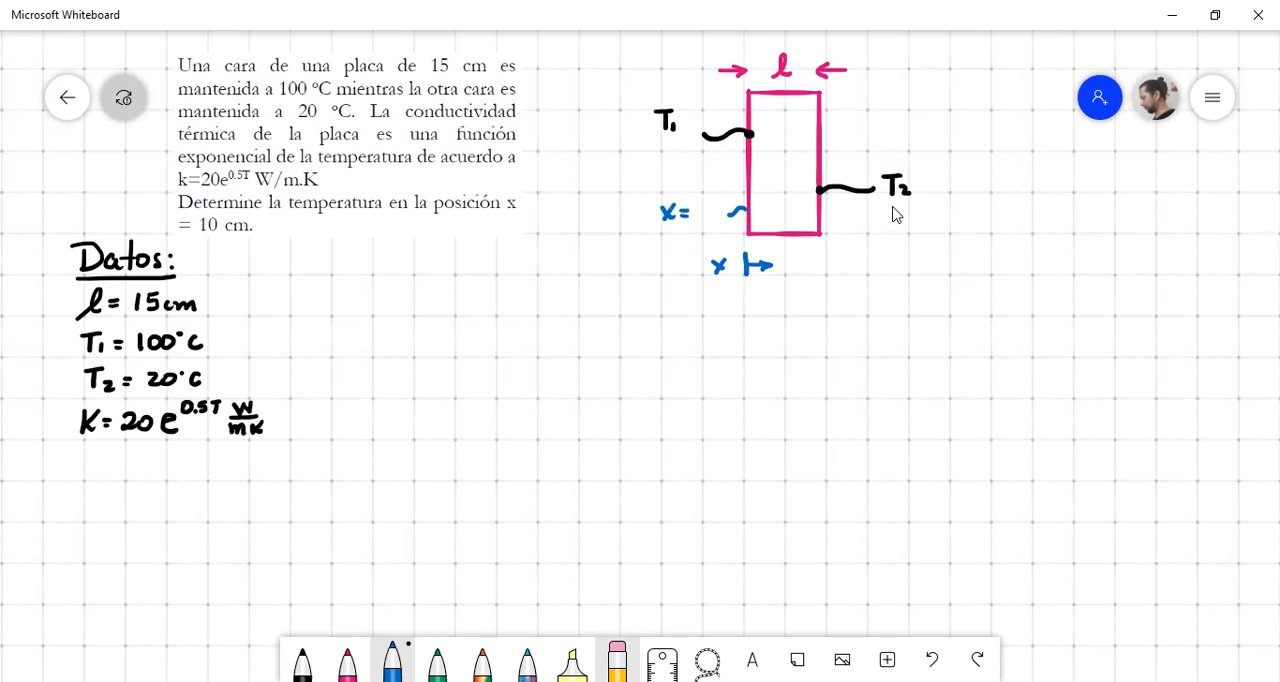 Microsoft Whiteboard
Una cara de una placa de 15 cm es
mantenida a 100 ºC mientras la otra cara es
mantenida a 20 ºC. La conductividad
térmica de la placa es una función
exponencial de la temperatura de acuerdo a
k=20e^0.5T W/m.K
Determine la temperatura en la posición x
= 10 cm.
Datos:
l = 15cm
T₁ = 100°C
T₂ = 20°C
K = 20 e^0.5T W/mK
l
T₁
T₂
x=
x
A